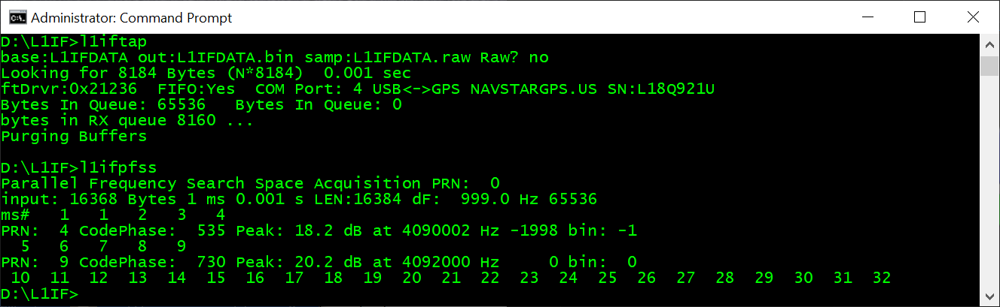 Administrator: Command Prompt
D:\L1IF>l1iftap
base:L1IFDATA out:L1IFDATA.bin samp:L1IFDATA.raw Raw? no
Looking for 8184 Bytes (N*8184)  0.001 sec
ftDrvr:0x21236  FIFO:Yes  COM Port: 4 USB<->GPS NAVSTARGPS.US SN:L18Q921U
Bytes In Queue: 65536   Bytes In Queue: 0
bytes in RX queue 8160 ...
Purging Buffers
D:\L1IF>l1ifpfss
Parallel Frequency Search Space Acquisition PRN:  0
input: 16368 Bytes 1 ms 0.001 s LEN:16384 dF:  999.0 Hz 65536
ms#   1   1   2   3   4
PRN:  4 CodePhase:  535 Peak: 18.2 dB at 4090002 Hz -1998 bin: -1
  5   6   7   8   9
PRN:  9 CodePhase:  730 Peak: 20.2 dB at 4092000 Hz     0 bin:  0
 10  11  12  13  14  15  16  17  18  19  20  21  22  23  24  25  26  27  28  29  30  31  32
D:\L1IF>